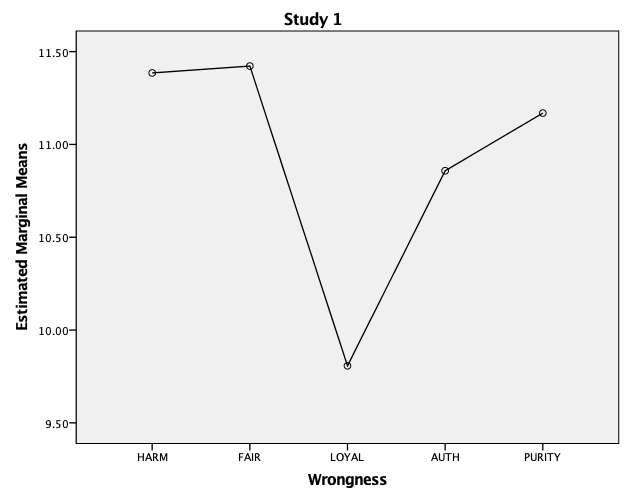 Study 1
11.50
11.00
10.50
10.00
9.50
Estimated Marginal Means
HARM FAIR LOYAL AUTH PURITY
Wrongness